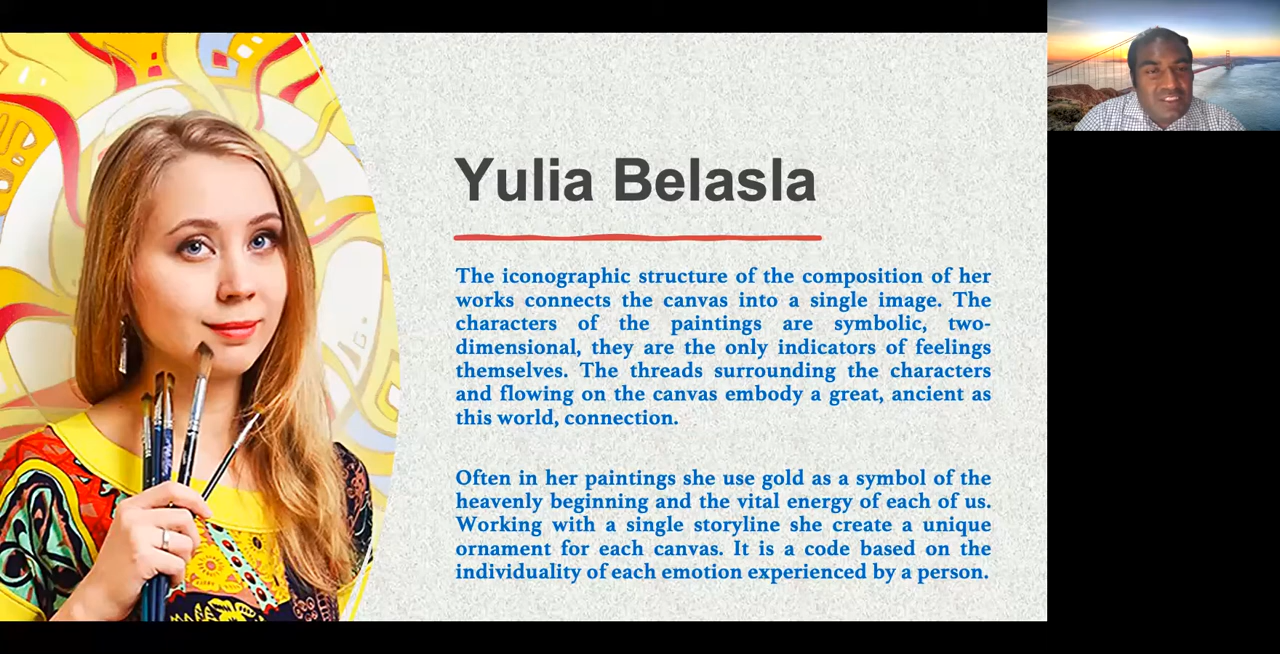 Yulia Belasla
The iconographic structure of the composition of her
works connects the canvas into a single image. The
characters of the paintings are symbolic, two-
dimensional, they are the only indicators of feelings
themselves. The threads surrounding the characters
and flowing on the canvas embody a great, ancient as
this world, connection.
Often in her paintings she use gold as a symbol of the
heavenly beginning and the vital energy of each of us.
Working with a single storyline she create a unique
ornament for each canvas. It is a code based on the
individuality of each emotion experienced by a person.